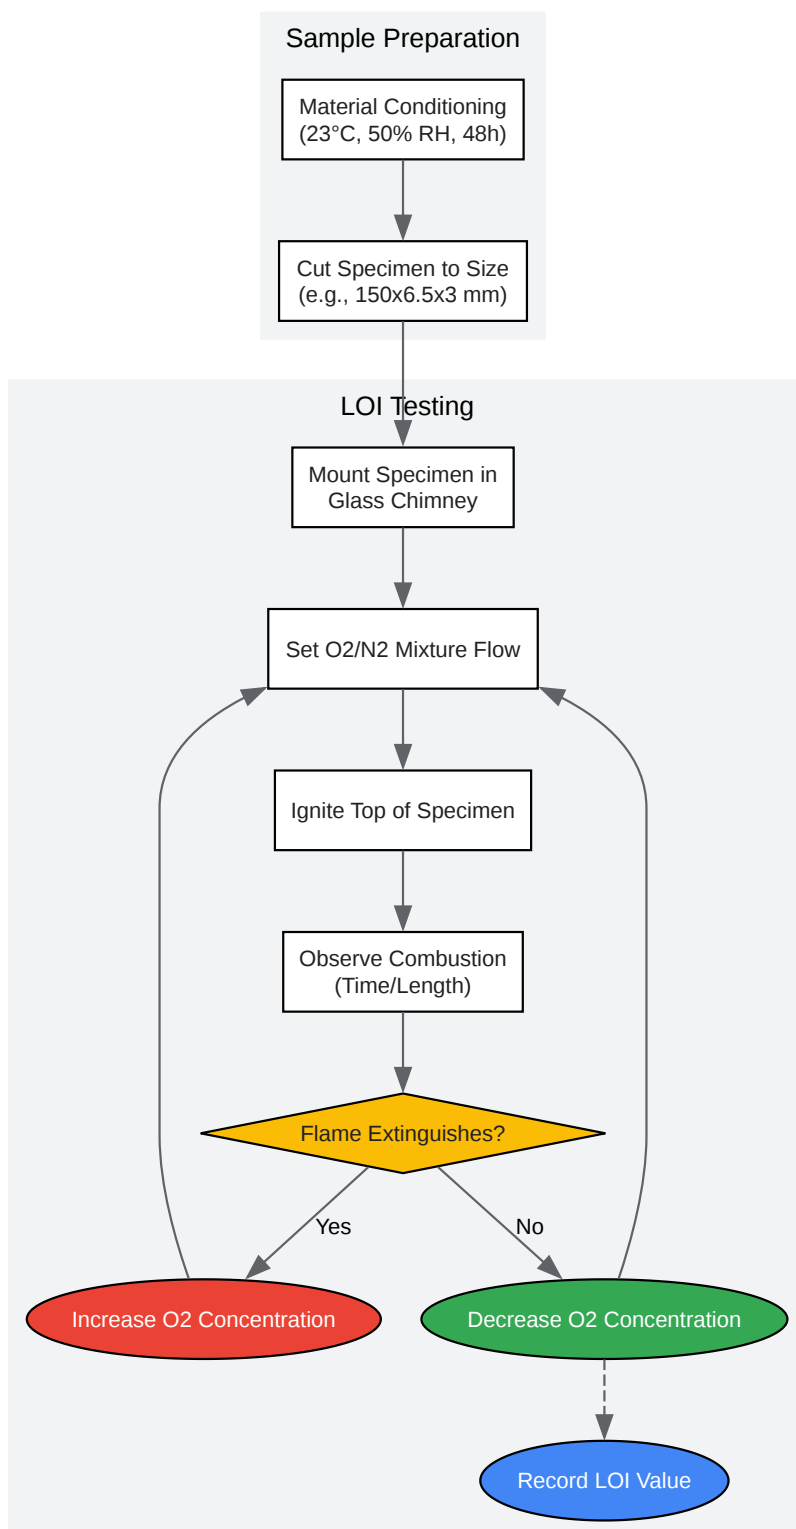 Sample Preparation
Material Conditioning
(23°C, 50% RH, 48h)
Cut Specimen to Size
(e.g., 150x6.5x3 mm)
LOI Testing
Mount Specimen in
Glass Chimney
Set O2/N2 Mixture Flow
Ignite Top of Specimen
Observe Combustion
(Time/Length)
Flame Extinguishes?
Yes
No
Increase O2 Concentration
Decrease O2 Concentration
Record LOI Value